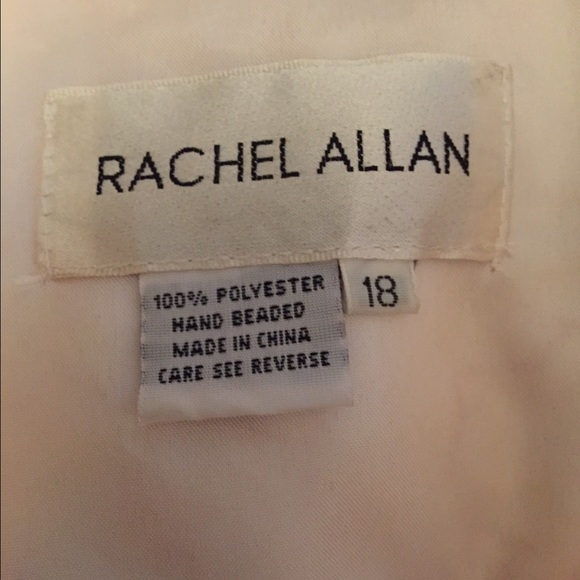 RACHEL ALLAN
100% POLYESTER
HAND BEADED
MADE IN CHINA
CARE SEE REVERSE
18